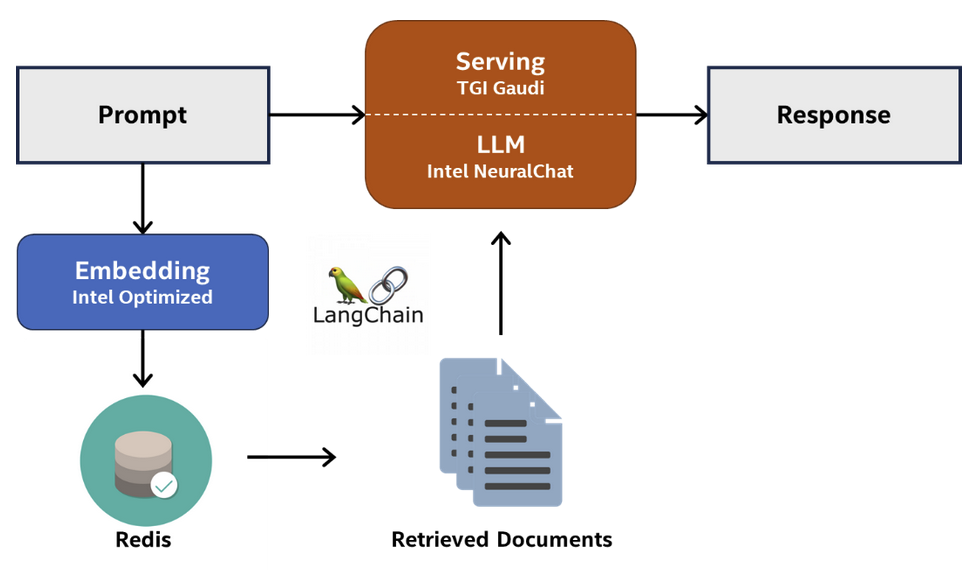 Prompt
Serving
TGI Gaudi
LLM
Intel NeuralChat
Response
Embedding
Intel Optimized
LangChain
Redis
Retrieved Documents